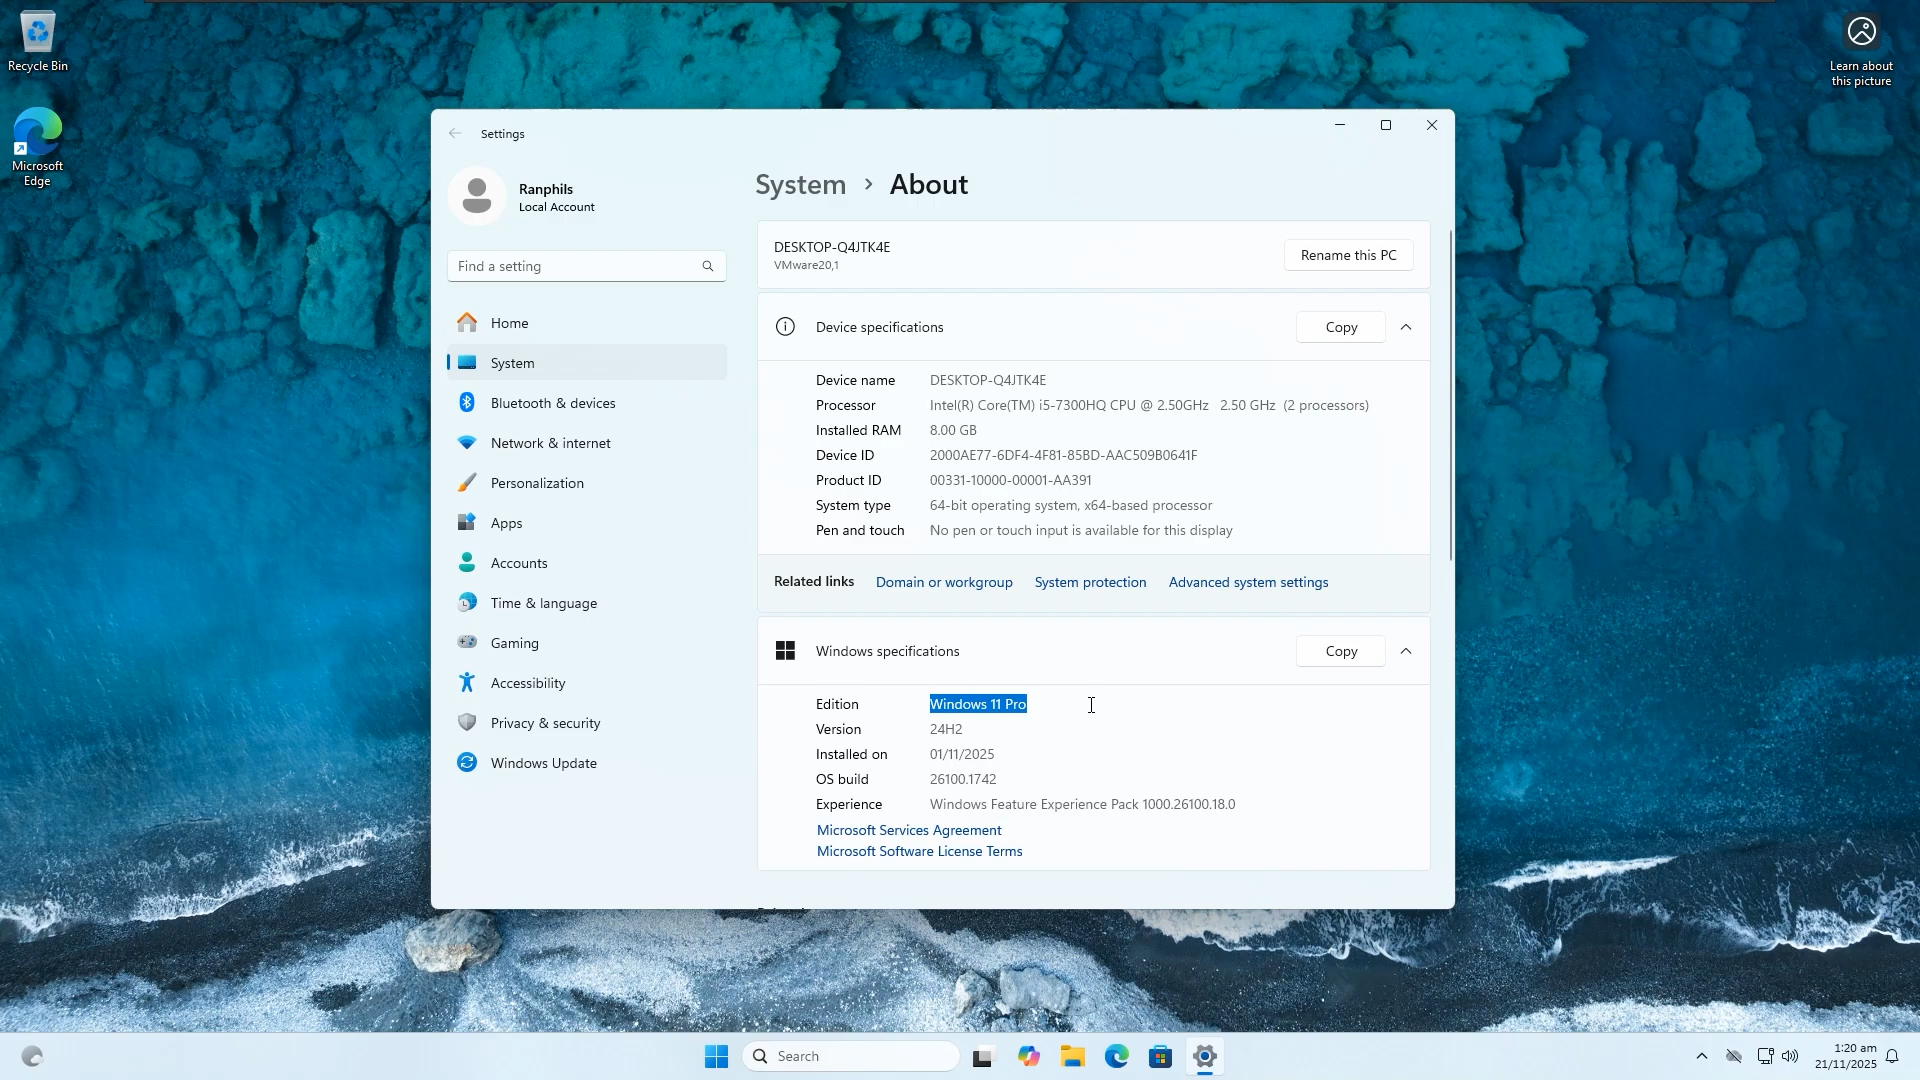 Recycle Bin
Microsoft
Edge
Learn about
this picture
Settings
Ranphils
Local Account
Find a setting
Home
System
Bluetooth & devices
Network & internet
Personalization
Apps
Accounts
Time & language
Gaming
Accessibility
Privacy & security
Windows Update
System > About
DESKTOP-Q4JTK4E
VMware20,1
Rename this PC
Device specifications
Copy
Device name DESKTOP-Q4JTK4E
Processor Intel(R) Core(TM) i5-7300HQ CPU @ 2.50GHz 2.50 GHz (2 processors)
Installed RAM 8.00 GB
Device ID 2000AE77-6DF4-4F81-85BD-AAC509B0641F
Product ID 00331-10000-00001-AA391
System type 64-bit operating system, x64-based processor
Pen and touch No pen or touch input is available for this display
Related links Domain or workgroup System protection Advanced system settings
Windows specifications
Copy
Edition Windows 11 Pro
Version 24H2
Installed on 01/11/2025
OS build 26100.1742
Experience Windows Feature Experience Pack 1000.26100.18.0
Microsoft Services Agreement
Microsoft Software License Terms
Search
1:20 am
21/11/2025